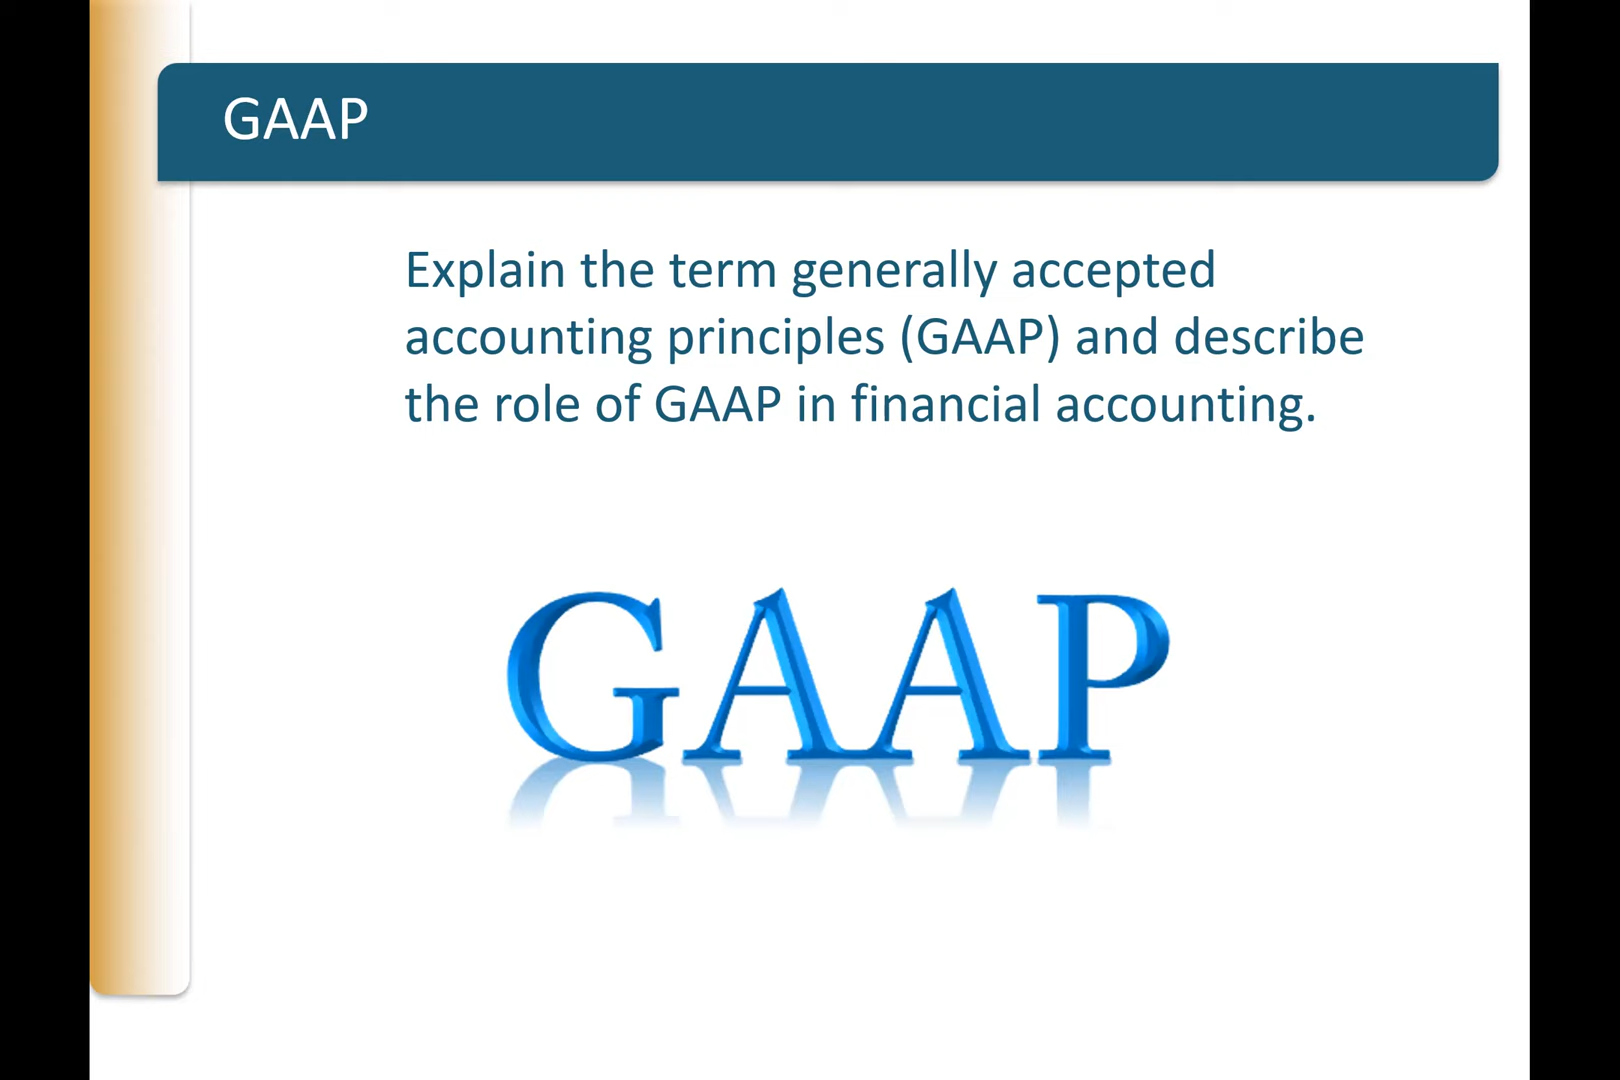 GAAP
Explain the term generally accepted
accounting principles (GAAP) and describe
the role of GAAP in financial accounting.
GAAP